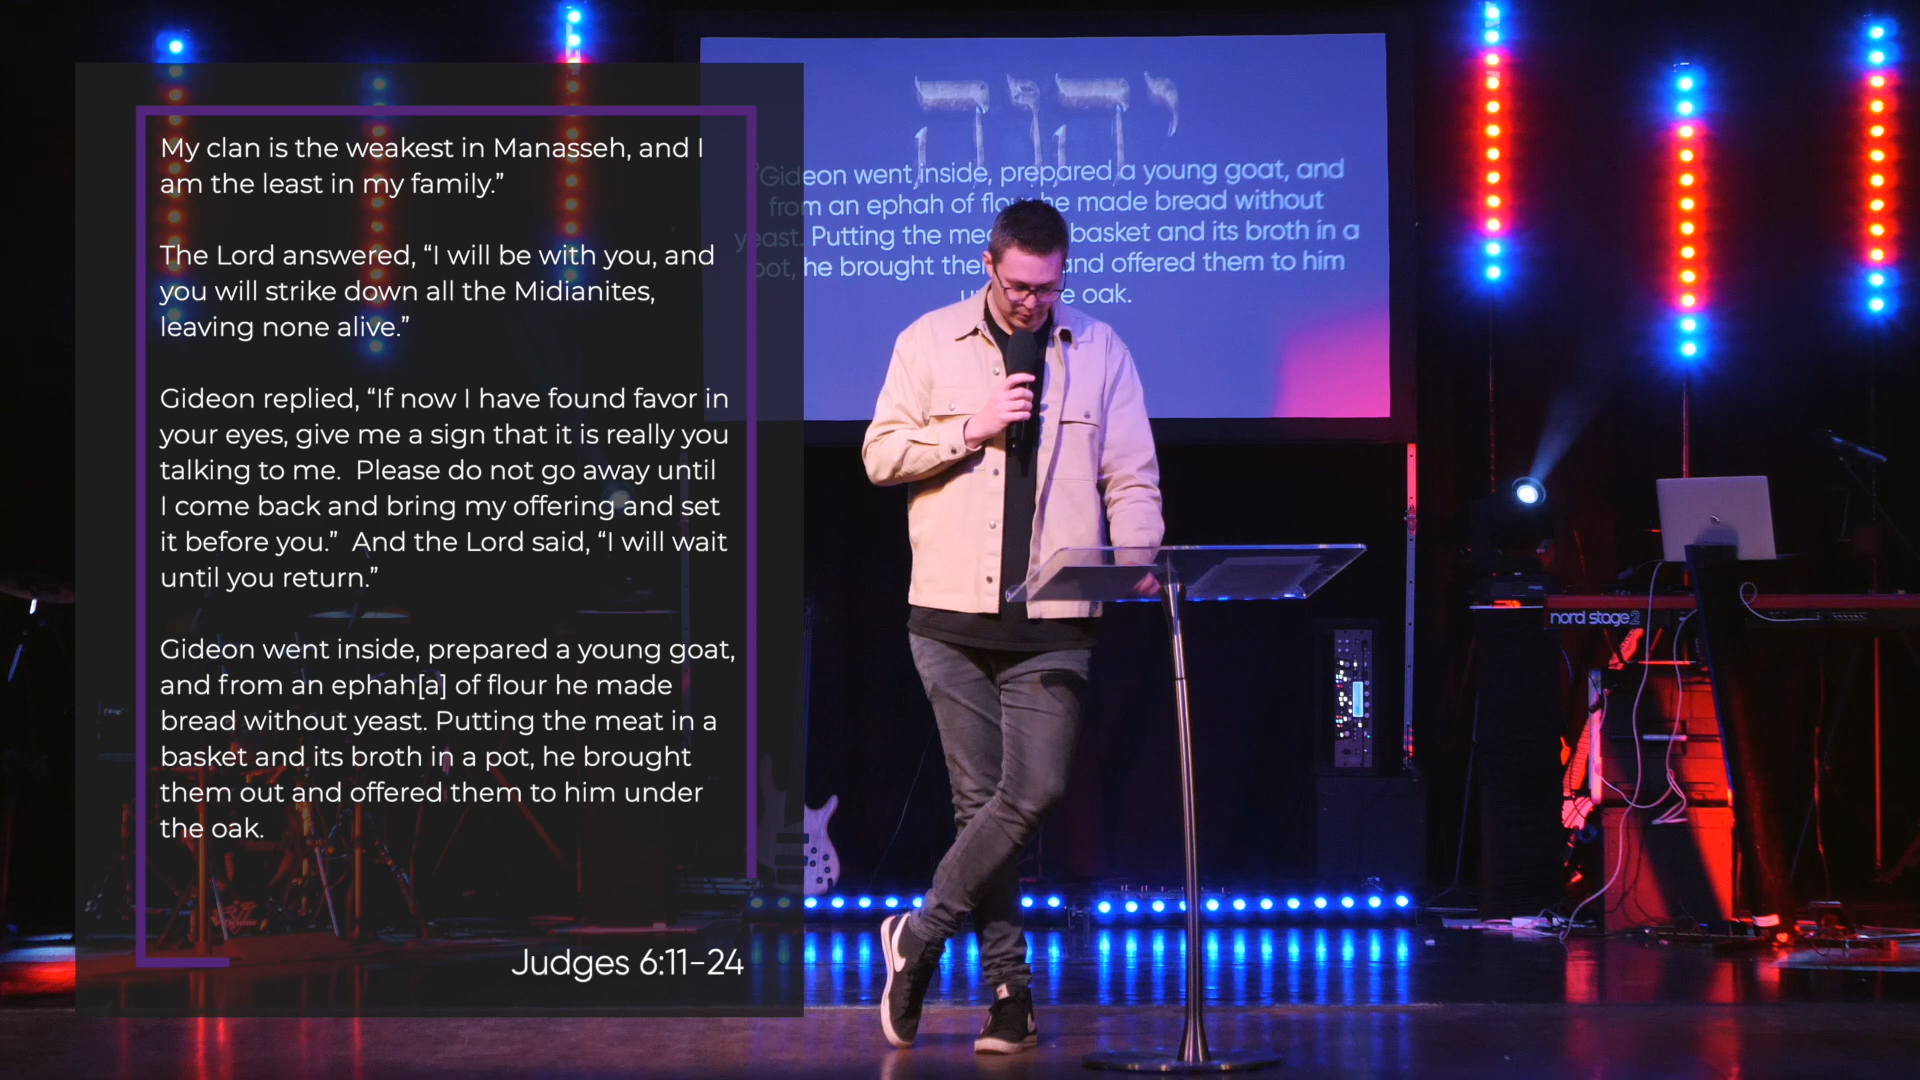 My clan is the weakest in Manasseh, and I
am the least in my family.”
The Lord answered, “I will be with you, and
you will strike down all the Midianites,
leaving none alive.”
Gideon replied, “If now I have found favor in
your eyes, give me a sign that it is really you
talking to me.  Please do not go away until
I come back and bring my offering and set
it before you.”  And the Lord said, “I will wait
until you return.”
Gideon went inside, prepared a young goat,
and from an ephah[a] of flour he made
bread without yeast. Putting the meat in a
basket and its broth in a pot, he brought
them out and offered them to him under
the oak.
Judges 6:11-24
יהוה
“Gideon went inside, prepared a young goat, and
from an ephah of flour he made bread without
yeast. Putting the basket and its broth in a
pot, he brought and offered them to him
oak.
nord stage2